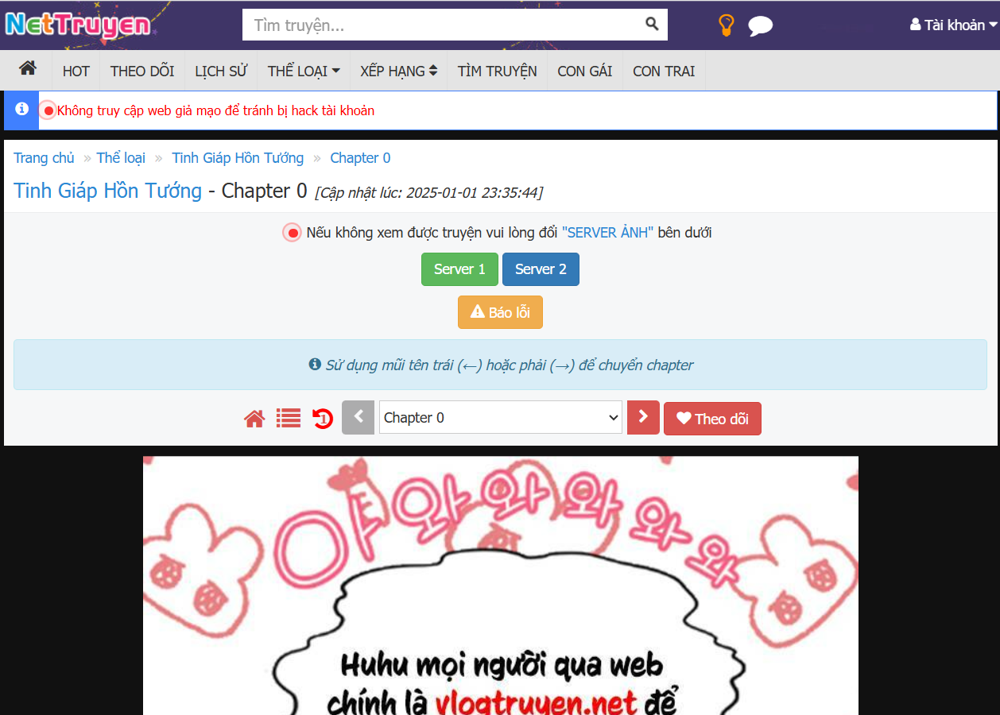 NetTruyen
Tìm truyện...
Tài khoản
HOT
THEO DÕI
LỊCH SỬ
THỂ LOẠI
XẾP HẠNG
TÌM TRUYỆN
CON GÁI
CON TRAI
Không truy cập web giả mạo để tránh bị hack tài khoản
Trang chủ » Thể loại » Tinh Giáp Hồn Tướng » Chapter 0
Tinh Giáp Hồn Tướng - Chapter 0 [Cập nhật lúc: 2025-01-01 23:35:44]
Nếu không xem được truyện vui lòng đổi "SERVER ẢNH" bên dưới
Server 1
Server 2
Báo lỗi
Sử dụng mũi tên trái (←) hoặc phải (→) để chuyển chapter
1
Chapter 0
Theo dõi
아와와와와와
Huhu mọi người qua web
chính là vlogtruyen.net để